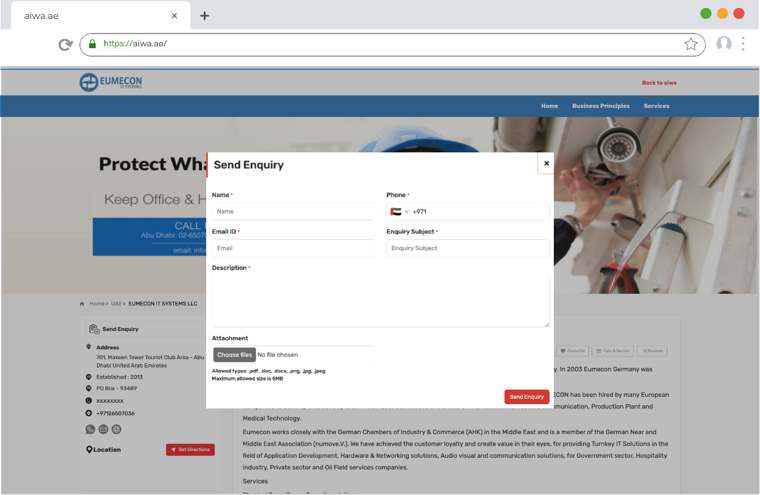 aiwa.ae
https://aiwa.ae/
EUMECON
IT SYSTEMS
Back to aiwa
Home Business Principles Services
Protect Wha
Keep Office & H
CALL
Abu Dhabi, 02-6507
email: info
Send Enquiry
Name *
Name
Phone *
+971
Email ID *
Email
Enquiry Subject *
Enquiry Subject
Description *
Attachment
Choose files No file chosen
Allowed types: .pdf, .doc, .docx, .png, .jpg, .jpeg
Maximum allowed size is 5MB
Send Enquiry
Home > UAE > EUMECON IT SYSTEMS LLC
Send Enquiry
Address
701, Mazeen Tower Tourist Club Area - Abu
Dhabi United Arab Emirates
Established : 2013
PO Box - 93489
XXXXXXXX
+97126507036
Location
Get Directions
Favourite
Rate & Review
Reviews
y. In 2003 Eumecon Germany was
ECON has been hired by many European
munication, Production Plant and
Medical Technology.
Eumecon works closely with the German Chambers of Industry & Commerce (AHK) in the Middle East and is a member of the German Near and
Middle East Association (numove.V.). We have achieved the customer loyalty and create value in their eyes, for providing Turnkey IT Solutions in the
field of Application Development, Hardware & Networking solutions, Audio visual and communication solutions, for Government sector, Hospitality
industry, Private sector and Oil Field services companies.
Services